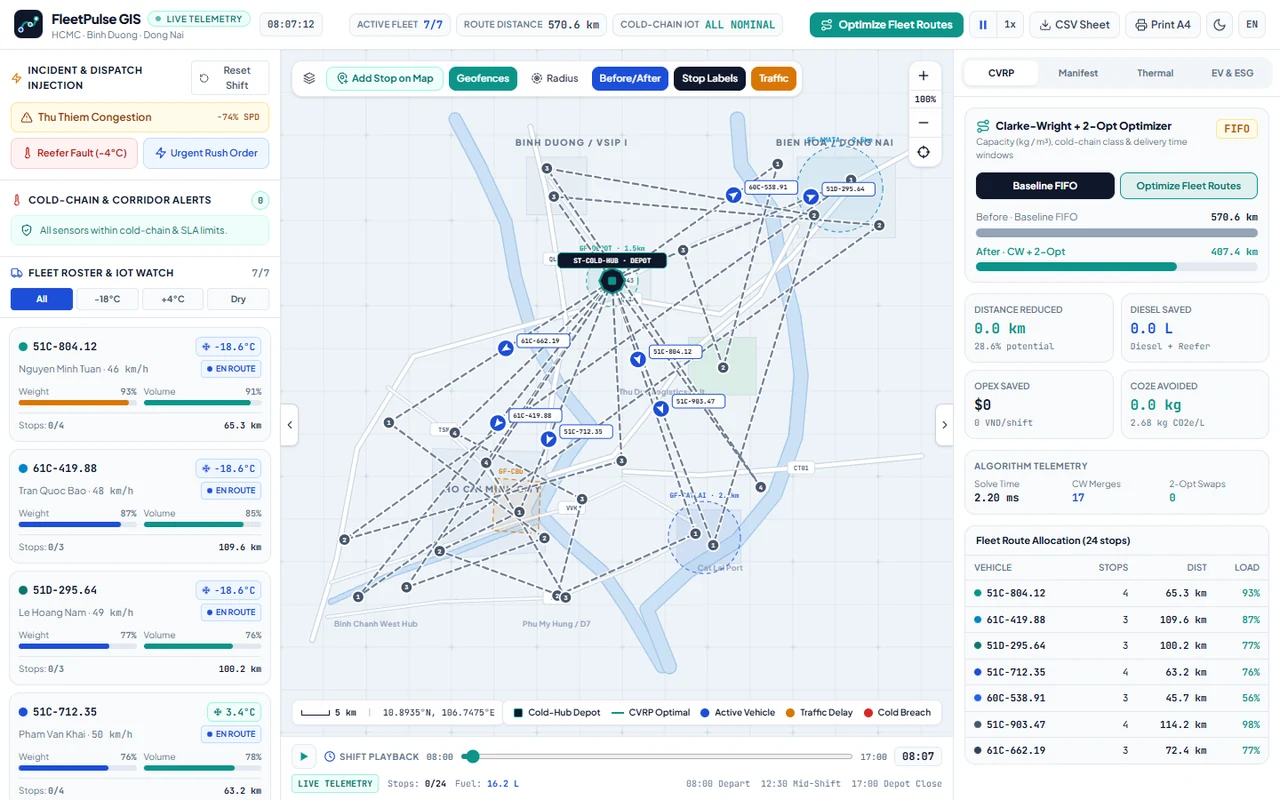 FleetPulse GIS
LIVE TELEMETRY
HCMC · Binh Duong · Dong Nai
08:07:12
ACTIVE FLEET 7/7
ROUTE DISTANCE 570.6 km
COLD-CHAIN IOT ALL NOMINAL
Optimize Fleet Routes
1x
CSV Sheet
Print A4
EN
INCIDENT & DISPATCH
INJECTION
Reset
Shift
Thu Thiem Congestion -74% SPD
Reefer Fault (-4°C)
Urgent Rush Order
COLD-CHAIN & CORRIDOR ALERTS 0
All sensors within cold-chain & SLA limits.
FLEET ROSTER & IOT WATCH 7/7
All -18°C +4°C Dry
51C-804.12 -18.6°C
Nguyen Minh Tuan · 46 km/h EN ROUTE
Weight 93% Volume 91%
Stops: 0/4 65.3 km
61C-419.88 -18.6°C
Tran Quoc Bao · 48 km/h EN ROUTE
Weight 87% Volume 85%
Stops: 0/3 109.6 km
51D-295.64 -18.6°C
Le Hoang Nam · 49 km/h EN ROUTE
Weight 77% Volume 76%
Stops: 0/3 100.2 km
51C-712.35 3.4°C
Pham Van Khai · 50 km/h EN ROUTE
Weight 76% Volume 78%
Stops: 0/4 63.2 km
Add Stop on Map
Geofences
Radius
Before/After
Stop Labels
Traffic
100%
BINH DUONG / VSIP I
BIEN HOA / DONG NAI
60C-538.91
51D-295.64
ST-COLD-HUB · DEPOT
61C-662.19
51C-804.12
51C-903.47
61C-419.88
51C-712.35
CT01
GF-CBD
VVK
Cat Lai Port
Binh Chanh West Hub
Phu My Hung / D7
5 km
10.8935°N, 106.7475°E
Cold-Hub Depot
CVRP Optimal
Active Vehicle
Traffic Delay
Cold Breach
SHIFT PLAYBACK 08:00 17:00 08:07
LIVE TELEMETRY Stops: 0/24 Fuel: 16.2 L
08:00 Depart 12:30 Mid-Shift 17:00 Depot Close
CVRP Manifest Thermal EV & ESG
Clarke-Wright + 2-Opt Optimizer
FIFO
Capacity (kg / m³), cold-chain class & delivery time
windows
Baseline FIFO
Optimize Fleet Routes
Before · Baseline FIFO 570.6 km
After · CW + 2-Opt 407.4 km
DISTANCE REDUCED
0.0 km
28.6% potential
DIESEL SAVED
0.0 L
Diesel + Reefer
OPEX SAVED
$0
0 VND/shift
CO2E AVOIDED
0.0 kg
2.68 kg CO2e/L
ALGORITHM TELEMETRY
Solve Time CW Merges 2-Opt Swaps
2.20 ms 17 0
Fleet Route Allocation (24 stops)
VEHICLE STOPS DIST LOAD
51C-804.12 4 65.3 km 93%
61C-419.88 3 109.6 km 87%
51D-295.64 3 100.2 km 77%
51C-712.35 4 63.2 km 76%
60C-538.91 3 45.7 km 56%
51C-903.47 4 114.2 km 98%
61C-662.19 3 72.4 km 77%